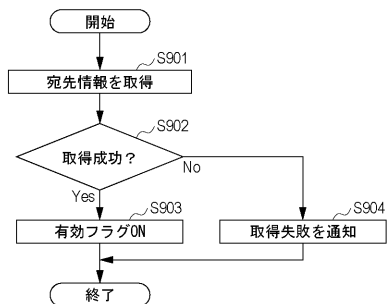 開始
S901
宛先情報を取得
S902
取得成功？
No
Yes
S903
有効フラグON
S904
取得失敗を通知
終了